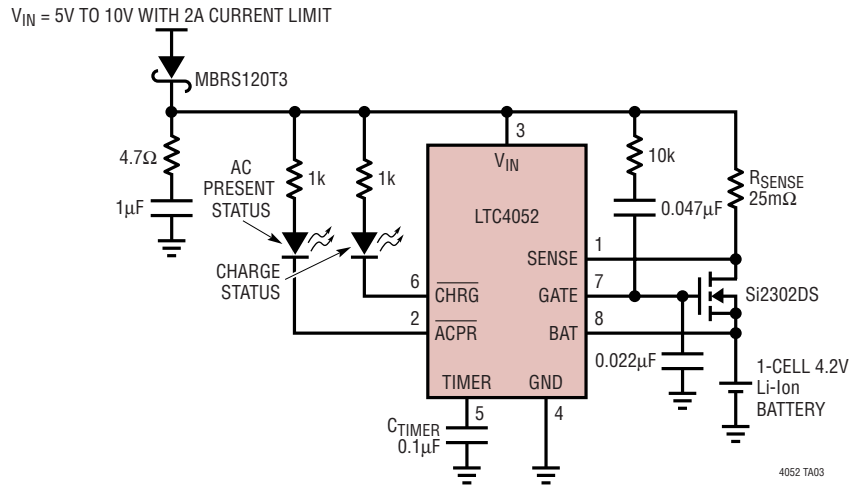 VIN = 5V TO 10V WITH 2A CURRENT LIMIT
MBRS120T3
4.7Ω
1µF
AC
PRESENT
STATUS
1k
1k
CHARGE
STATUS
3
VIN
LTC4052
10k
0.047µF
RSENSE
25mΩ
SENSE
1
6
CHRG
GATE
7
Si2302DS
2
ACPR
BAT
8
0.022µF
TIMER
GND
1-CELL 4.2V
Li-Ion
BATTERY
5
4
CTIMER
0.1µF
4052 TA03